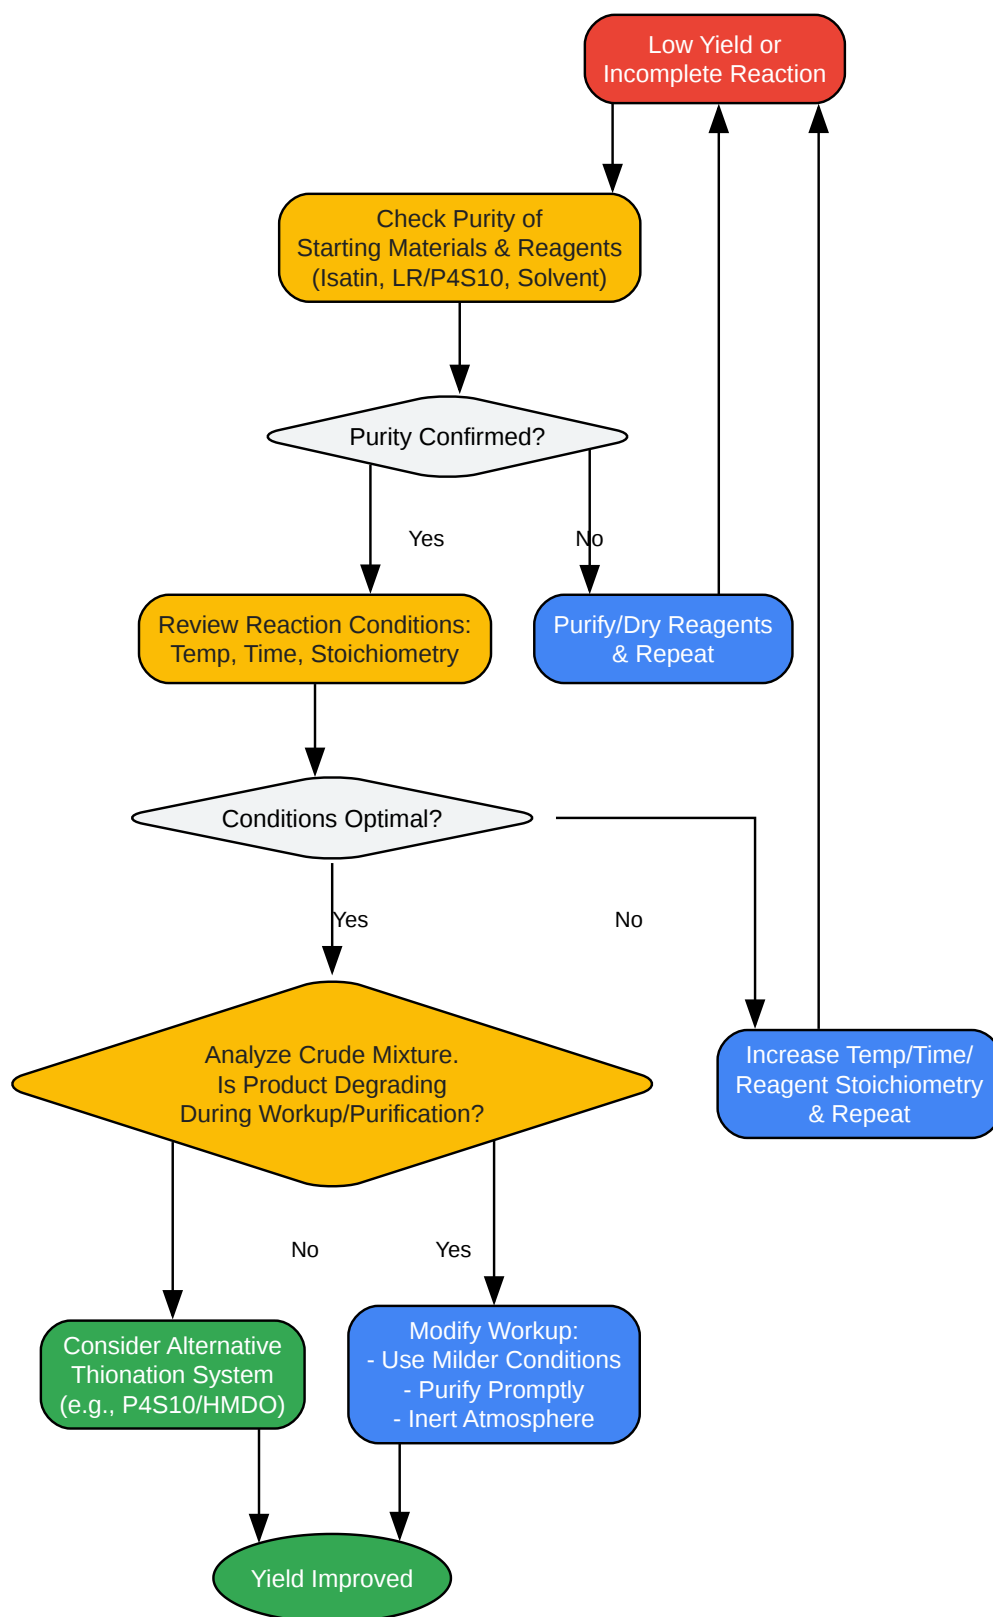 Low Yield or
Incomplete Reaction
Check Purity of
Starting Materials & Reagents
(Isatin, LR/P4S10, Solvent)
Purity Confirmed?
Yes
No
Review Reaction Conditions:
Temp, Time, Stoichiometry
Purify/Dry Reagents
& Repeat
Conditions Optimal?
Yes
No
Analyze Crude Mixture.
Is Product Degrading
During Workup/Purification?
Increase Temp/Time/
Reagent Stoichiometry
& Repeat
No
Yes
Consider Alternative
Thionation System
(e.g., P4S10/HMDO)
Modify Workup:
- Use Milder Conditions
- Purify Promptly
- Inert Atmosphere
Yield Improved